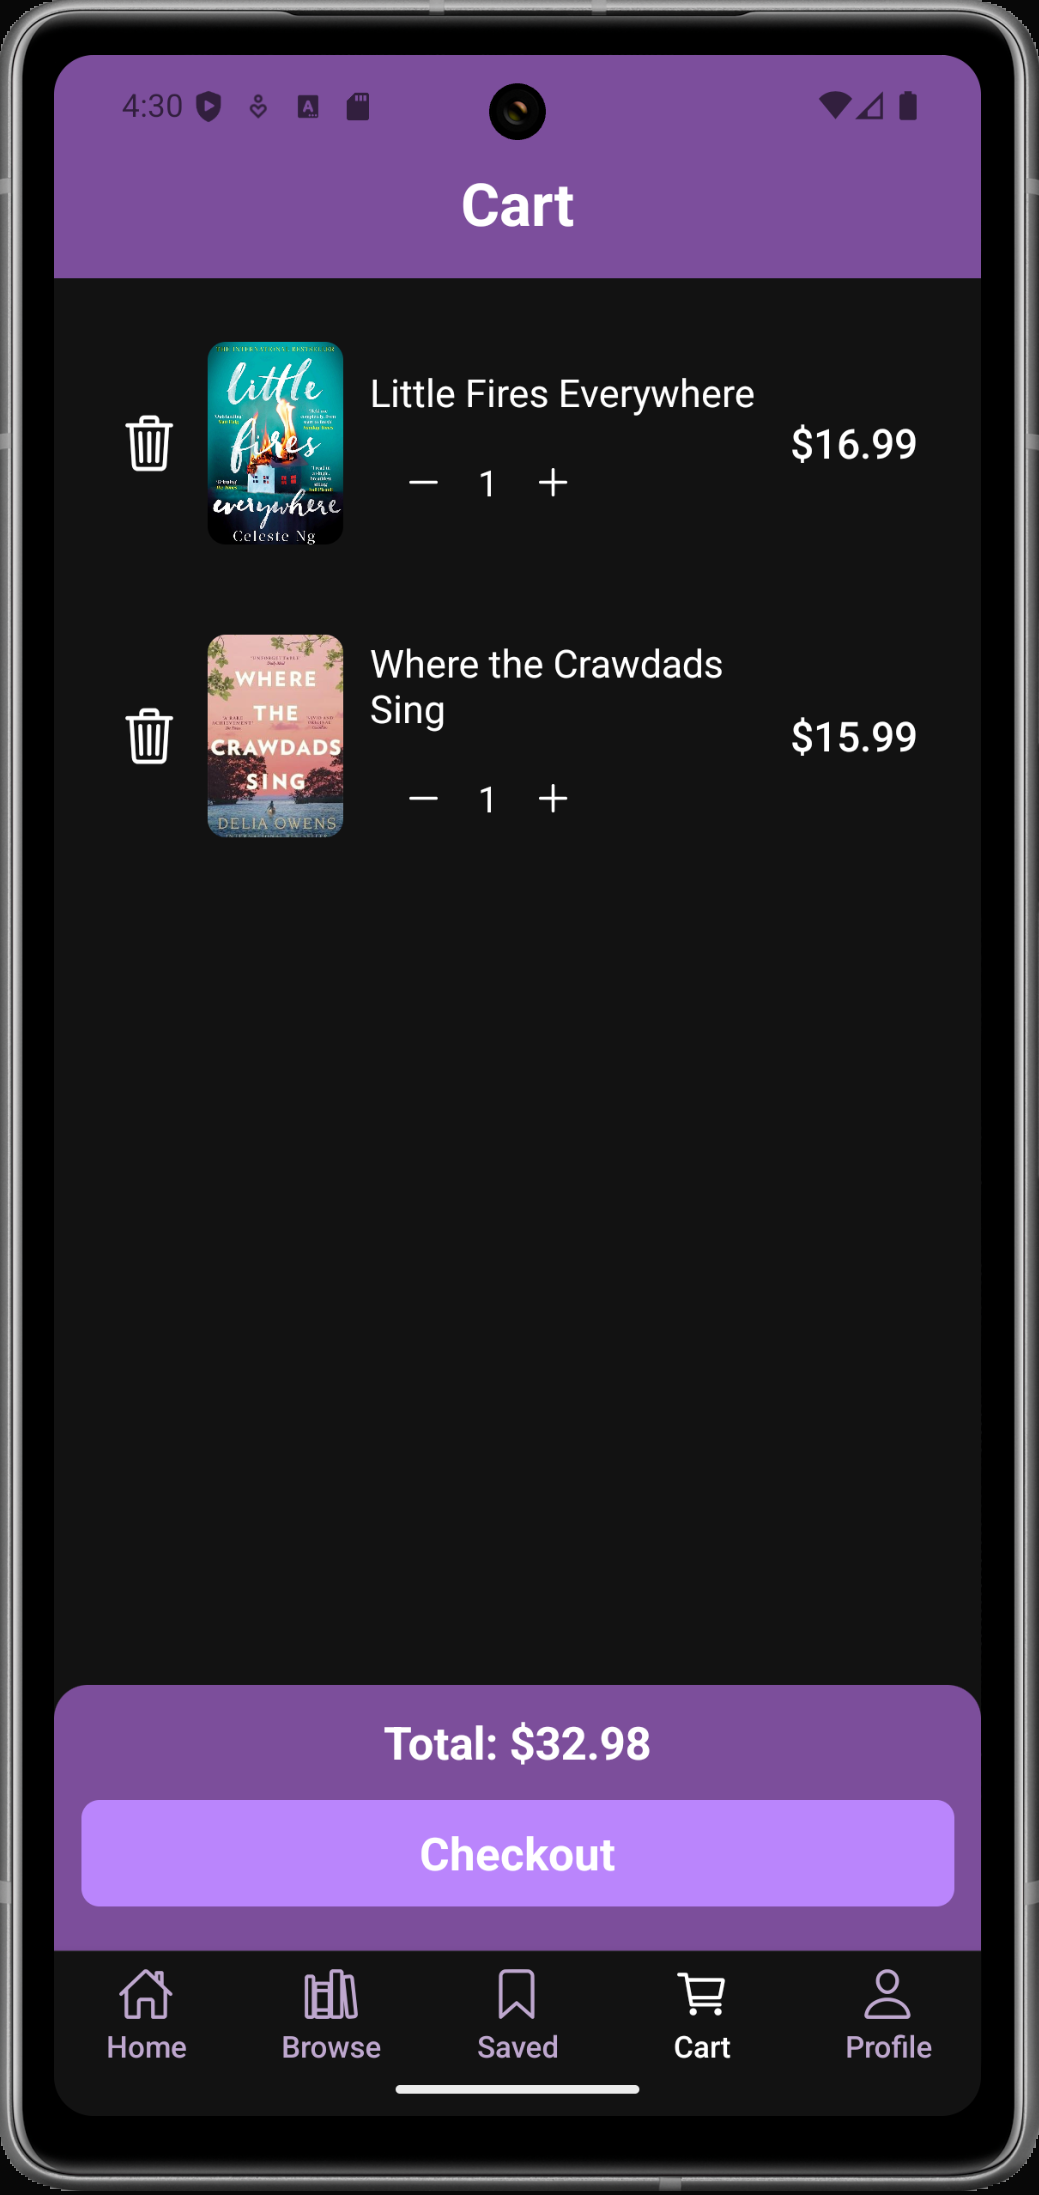 4:30
Cart
little
fires
everywhere
Celeste Ng
Little Fires Everywhere
1
$16.99
WHERE
THE
CRAWDADS
SING
DELIA OWENS
Where the Crawdads
Sing
1
$15.99
Total: $32.98
Checkout
Home Browse Saved Cart Profile